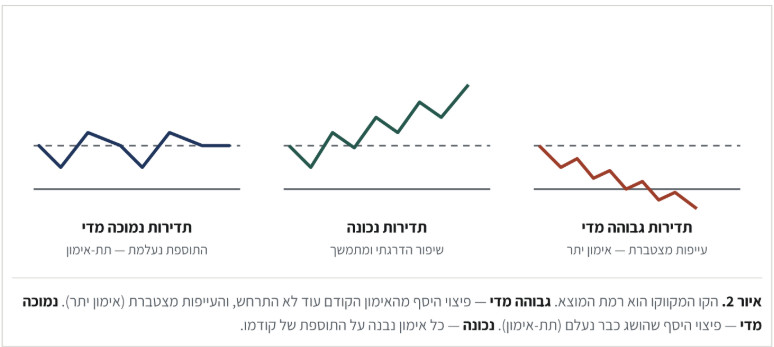 תדירות גבוהה מדי
עייפות מצטברת — אימון יתר
תדירות נכונה
שיפור הדרגתי ומתמשך
תדירות נמוכה מדי
התוספת נעלמת — תת-אימון
איור 2. הקו המקווקו הוא רמת המוצא. גבוהה מדי — פיצוי היסף מהאימון הקודם עוד לא התרחש, והעייפות מצטברת (אימון יתר). נמוכה
מדי — פיצוי היסף שהושג כבר נעלם (תת-אימון). נכונה — כל אימון נבנה על התוספת של קודמו.